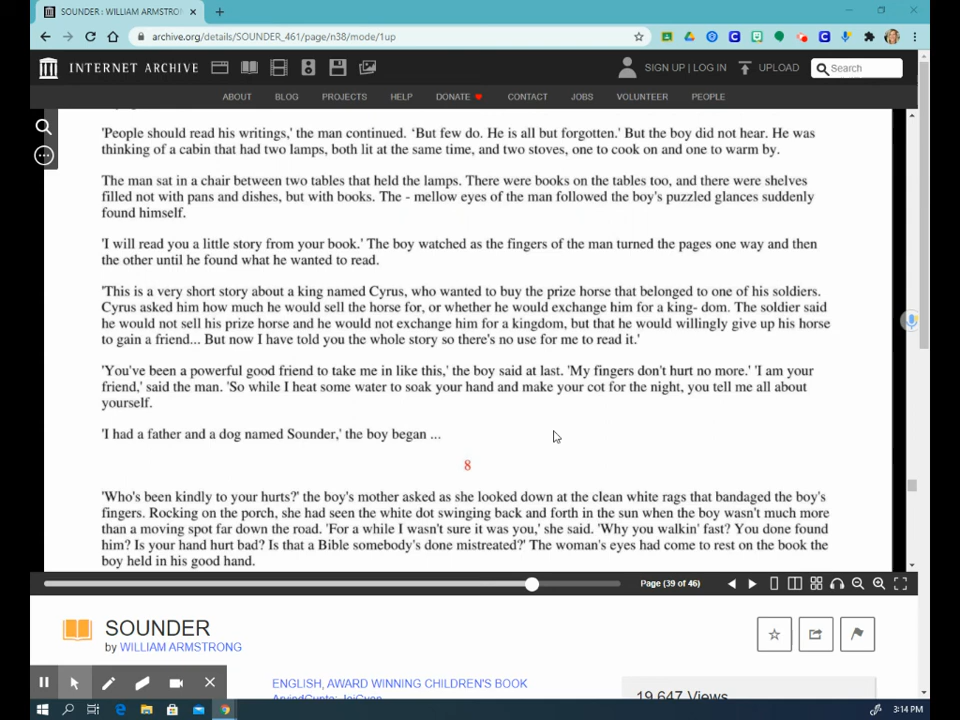 SOUNDER : WILLIAM ARMSTRO
archive.org/details/SOUNDER_461/page/n38/mode/1up
INTERNET ARCHIVE
SIGN UP | LOG IN
UPLOAD
Search
ABOUT BLOG PROJECTS HELP DONATE CONTACT JOBS VOLUNTEER PEOPLE
'People should read his writings,' the man continued. 'But few do. He is all but forgotten.' But the boy did not hear. He was
thinking of a cabin that had two lamps, both lit at the same time, and two stoves, one to cook on and one to warm by.
The man sat in a chair between two tables that held the lamps. There were books on the tables too, and there were shelves
filled not with pans and dishes, but with books. The - mellow eyes of the man followed the boy's puzzled glances suddenly
found himself.
'I will read you a little story from your book.' The boy watched as the fingers of the man turned the pages one way and then
the other until he found what he wanted to read.
'This is a very short story about a king named Cyrus, who wanted to buy the prize horse that belonged to one of his soldiers.
Cyrus asked him how much he would sell the horse for, or whether he would exchange him for a king- dom. The soldier said
he would not sell his prize horse and he would not exchange him for a kingdom, but that he would willingly give up his horse
to gain a friend... But now I have told you the whole story so there's no use for me to read it.'
'You've been a powerful good friend to take me in like this,' the boy said at last. 'My fingers don't hurt no more.' 'I am your
friend,' said the man. 'So while I heat some water to soak your hand and make your cot for the night, you tell me all about
yourself.
'I had a father and a dog named Sounder,' the boy began ...
8
'Who's been kindly to your hurts?' the boy's mother asked as she looked down at the clean white rags that bandaged the boy's
fingers. Rocking on the porch, she had seen the white dot swinging back and forth in the sun when the boy wasn't much more
than a moving spot far down the road. 'For a while I wasn't sure it was you,' she said. 'Why you walkin' fast? You done found
him? Is your hand hurt bad? Is that a Bible somebody's done mistreated?' The woman's eyes had come to rest on the book the
boy held in his good hand.
Page (39 of 46)
SOUNDER
by WILLIAM ARMSTRONG
ENGLISH, AWARD WINNING CHILDREN'S BOOK
ArvindGupta; JaiGyan
19,647 Views
3:14 PM